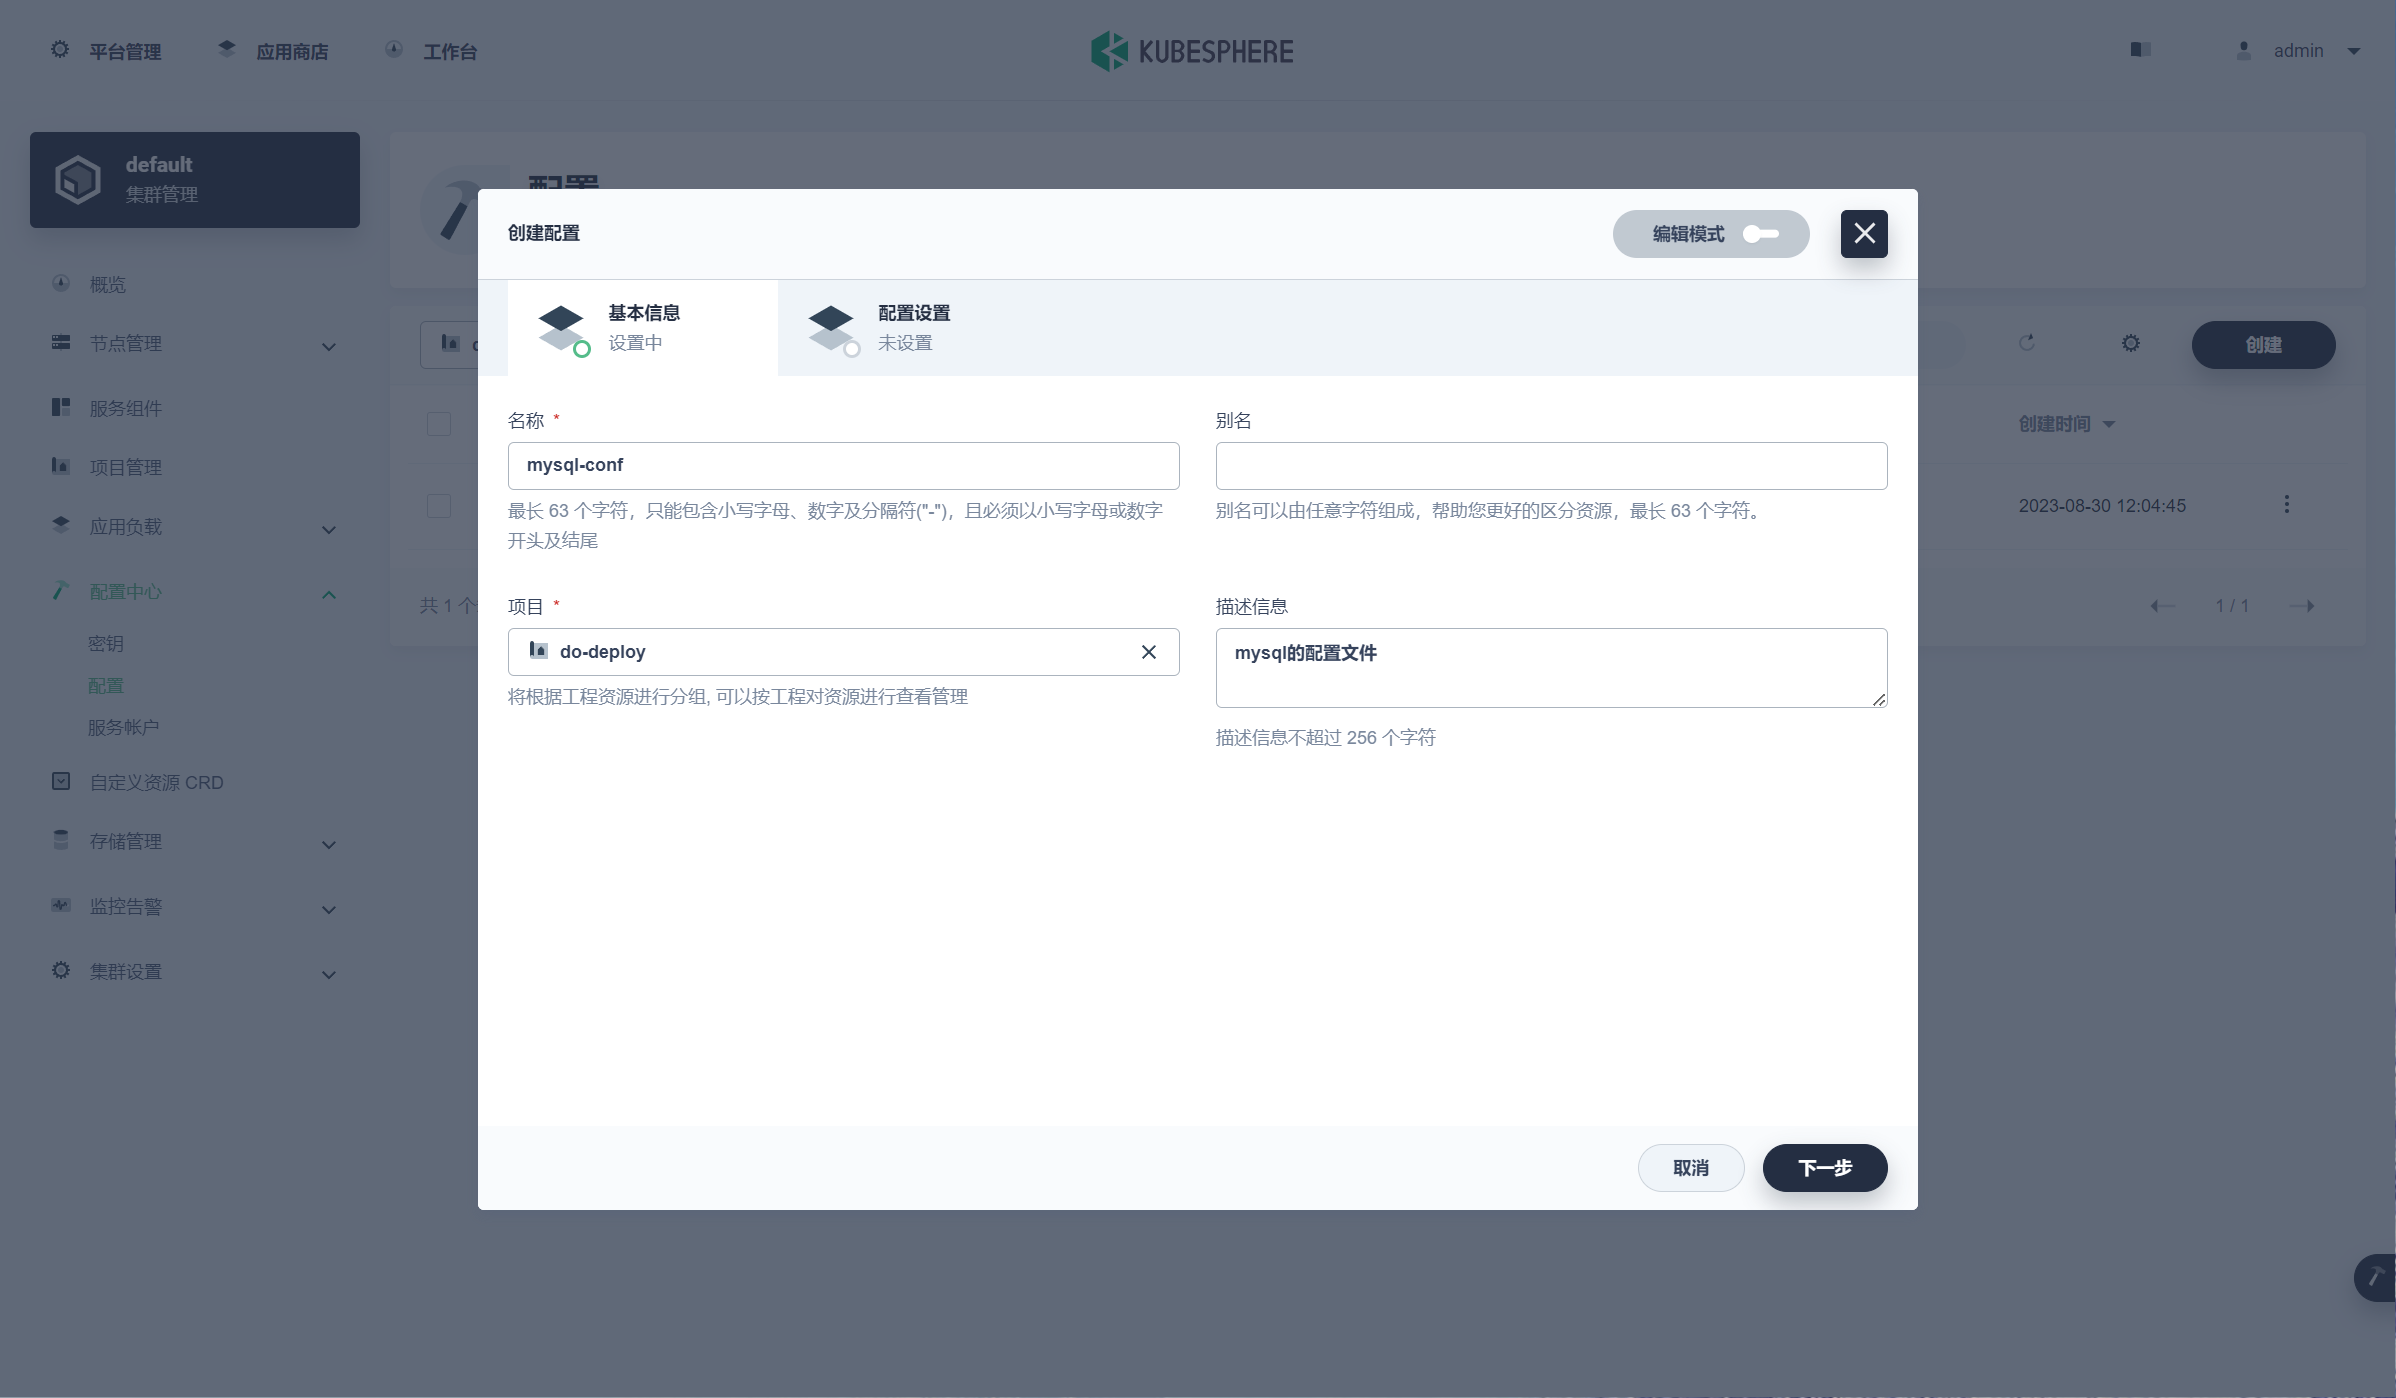 平台管理
应用商店
工作台
KUBESPHERE
admin
default
集群管理
概览
节点管理
服务组件
项目管理
应用负载
配置中心
密钥
配置
服务帐户
自定义资源 CRD
存储管理
监控告警
集群设置
配置
创建
创建时间
2023-08-30 12:04:45
共 1 个
1 / 1
创建配置
编辑模式
基本信息
设置中
配置设置
未设置
名称 *
mysql-conf
最长 63 个字符，只能包含小写字母、数字及分隔符("-")，且必须以小写字母或数字
开头及结尾
别名
别名可以由任意字符组成，帮助您更好的区分资源，最长 63 个字符。
项目 *
do-deploy
将根据工程资源进行分组, 可以按工程对资源进行查看管理
描述信息
mysql的配置文件
描述信息不超过 256 个字符
取消
下一步